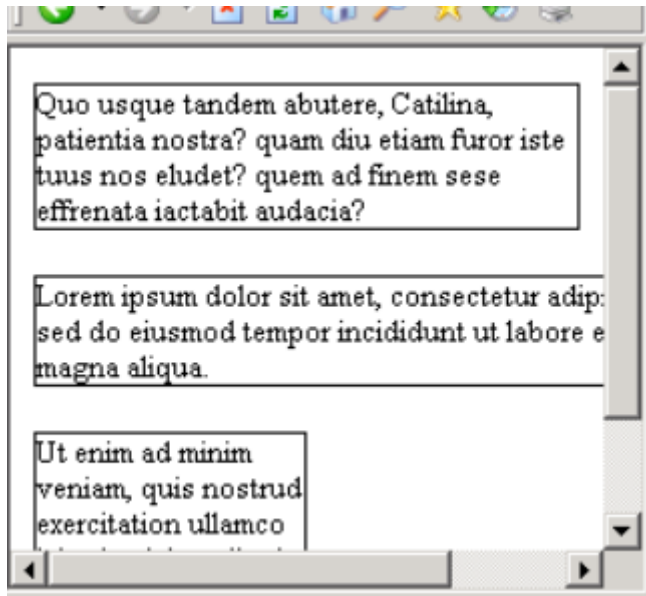 Quo usque tandem abutere, Catilina,
patientia nostra? quam diu etiam furor iste
tuus nos eludet? quem ad finem sese
effrenata iactabit audacia?
Lorem ipsum dolor sit amet, consectetur adip
sed do eiusmod tempor incididunt ut labore e
magna aliqua.
Ut enim ad minim
veniam, quis nostrud
exercitation ullamco